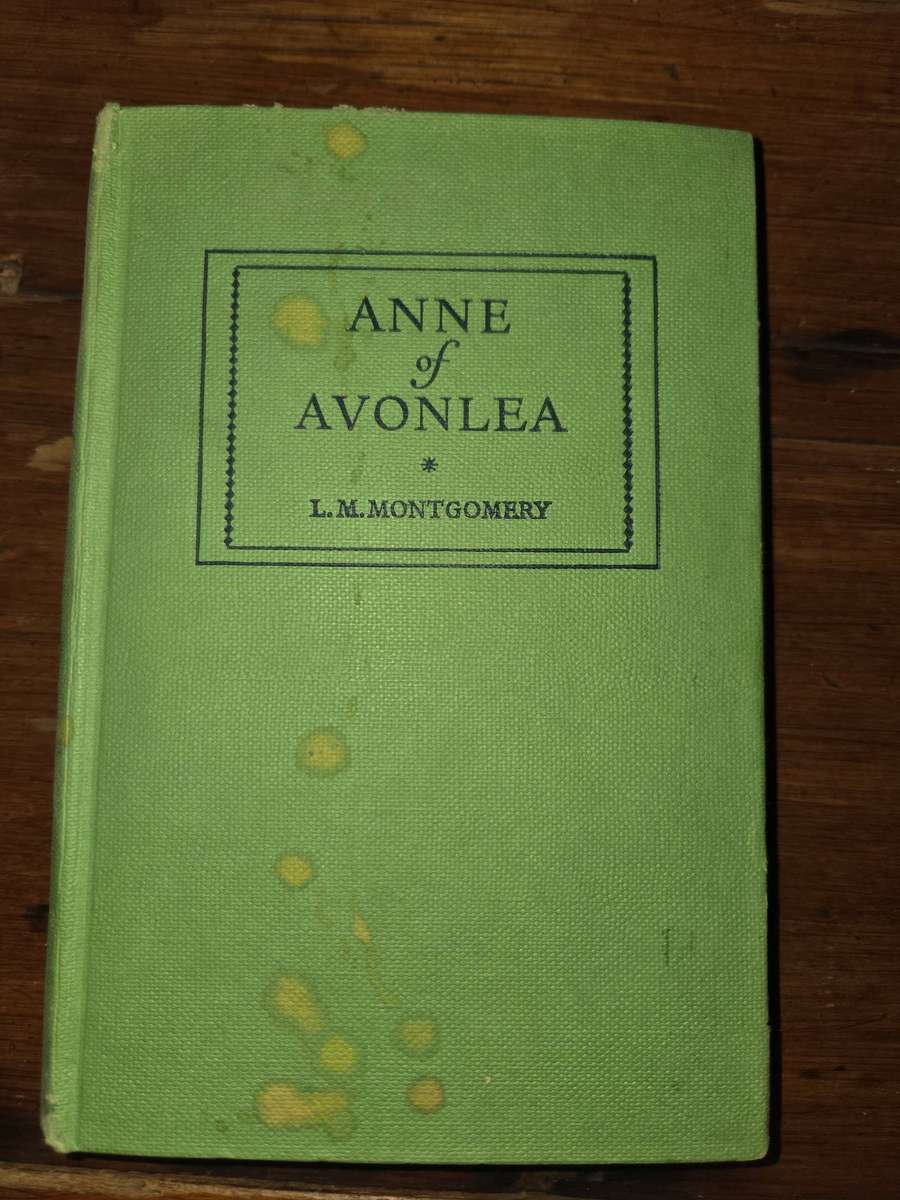 ANNE
of
AVONLEA
*
L. M. MONTGOMERY